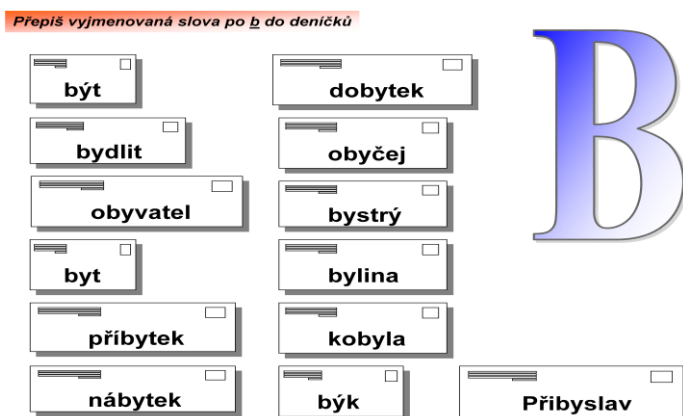 Přepiš vyjmenovaná slova po b do deníčků
být
bydlit
obyvatel
byt
příbytek
nábytek
dobytek
obyčej
bystrý
bylina
kobyla
býk
Přibyslav
B